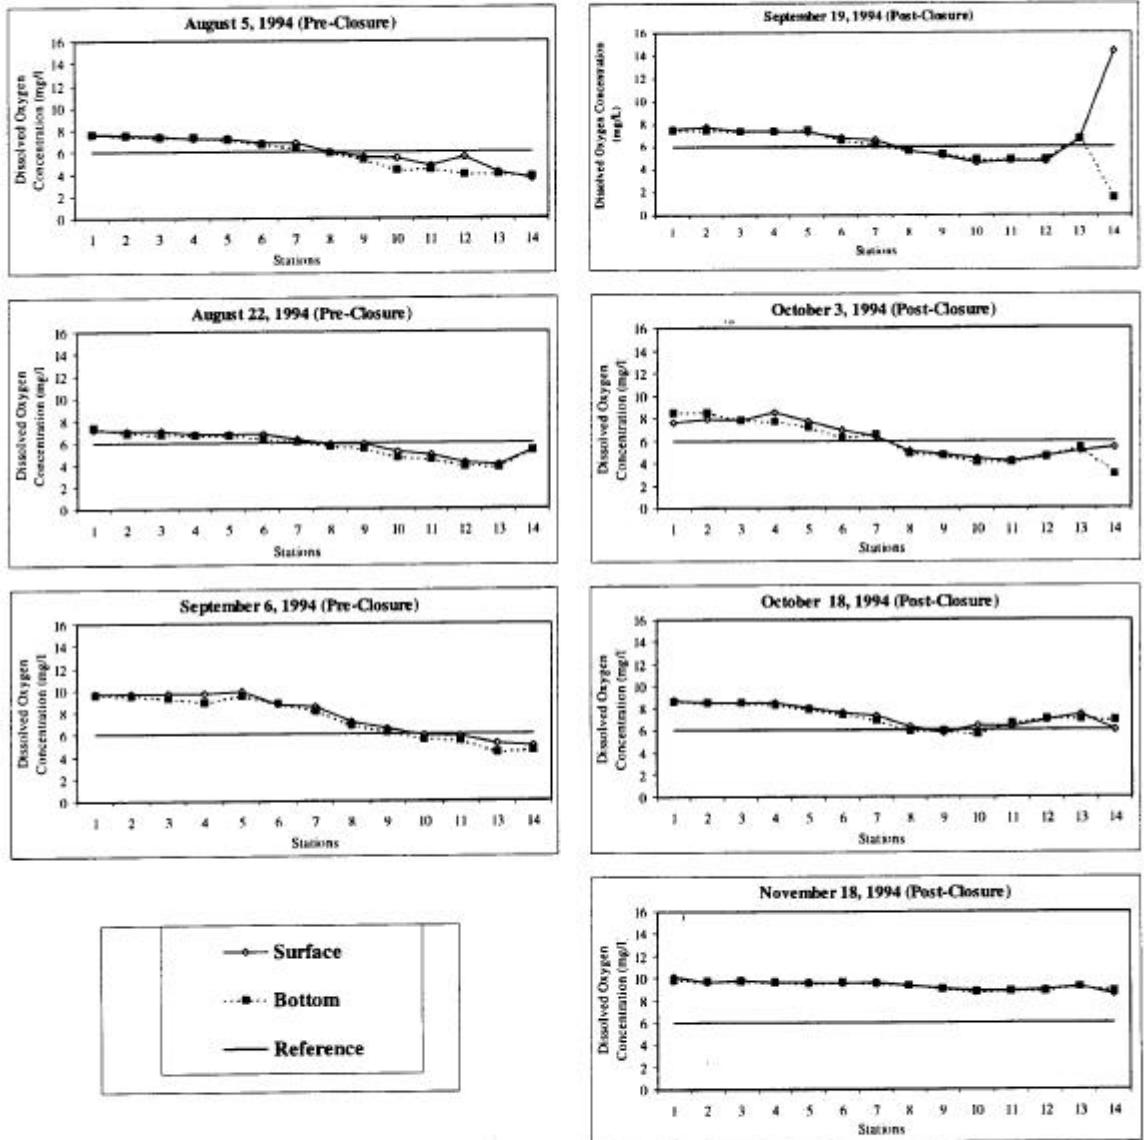 August 5, 1994 (Pre-Closure)
Dissolved Oxygen
Concentration (mg/l
16
14
12
10
8
6
4
2
0
1 2 3 4 5 6 7 8 9 10 11 12 13 14
Stations
August 22, 1994 (Pre-Closure)
Dissolved Oxygen
Concentration (mg/l
16
14
12
10
8
6
4
2
0
1 2 3 4 5 6 7 8 9 10 11 12 13 14
Stations
September 6, 1994 (Pre-Closure)
Dissolved Oxygen
Concentration (mg/l
16
14
12
10
8
6
4
2
0
1 2 3 4 5 6 7 8 9 10 11 13 14
Stations
Surface
Bottom
Reference
September 19, 1994 (Post-Closure)
Dissolved Oxygen Concentration
(mg/L)
16
14
12
10
8
6
4
2
0
1 2 3 4 5 6 7 8 9 10 11 12 13 14
Stations
October 3, 1994 (Post-Closure)
Dissolved Oxygen
Concentration (mg/l
16
14
12
10
8
6
4
2
0
1 2 3 4 5 6 7 8 9 10 11 12 13 14
Stations
October 18, 1994 (Post-Closure)
Dissolved Oxygen
Concentration (mg/l
16
14
12
10
8
6
4
2
0
1 2 3 4 5 6 7 8 9 10 11 12 13 14
Stations
November 18, 1994 (Post-Closure)
Dissolved Oxygen
Concentration (mg/l
16
14
12
10
8
6
4
2
0
1 2 3 4 5 6 7 8 9 10 11 12 13 14
Stations